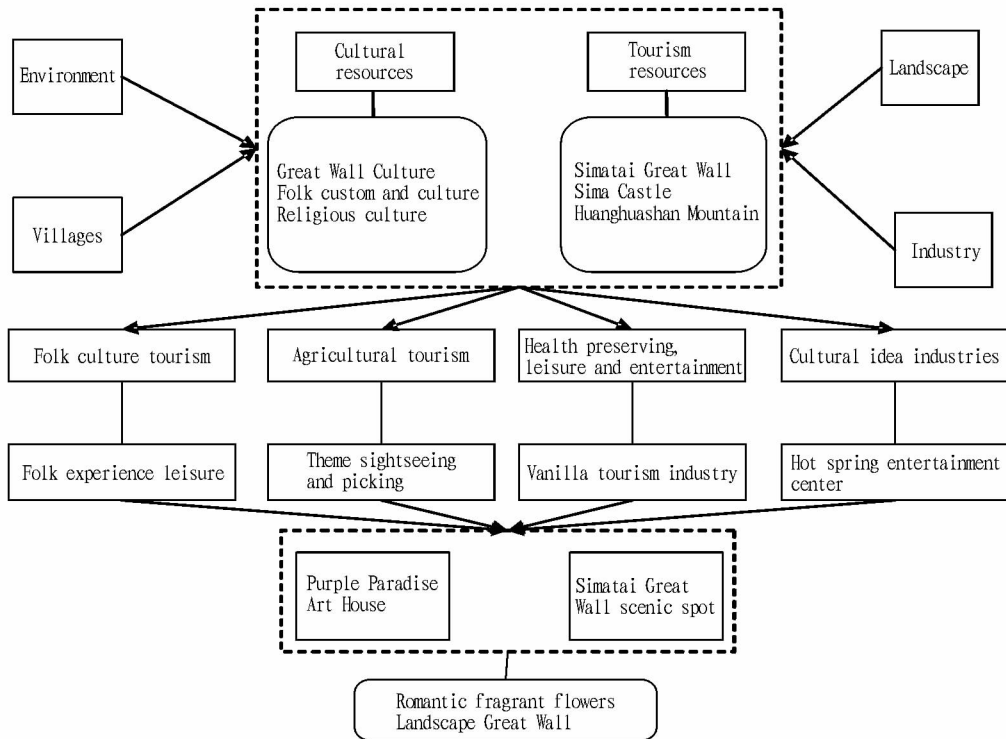 Environment
Cultural
resources
Tourism
resources
Landscape
Great Wall Culture
Folk custom and culture
Religious culture
Simatai Great Wall
Sima Castle
Huanghuashan Mountain
Villages
Industry
Folk culture tourism
Agricultural tourism
Health preserving,
leisure and entertainment
Cultural idea industries
Folk experience leisure
Theme sightseeing
and picking
Vanilla tourism industry
Hot spring entertainment
center
Purple Paradise
Art House
Simatai Great
Wall scenic spot
Romantic fragrant flowers
Landscape Great Wall